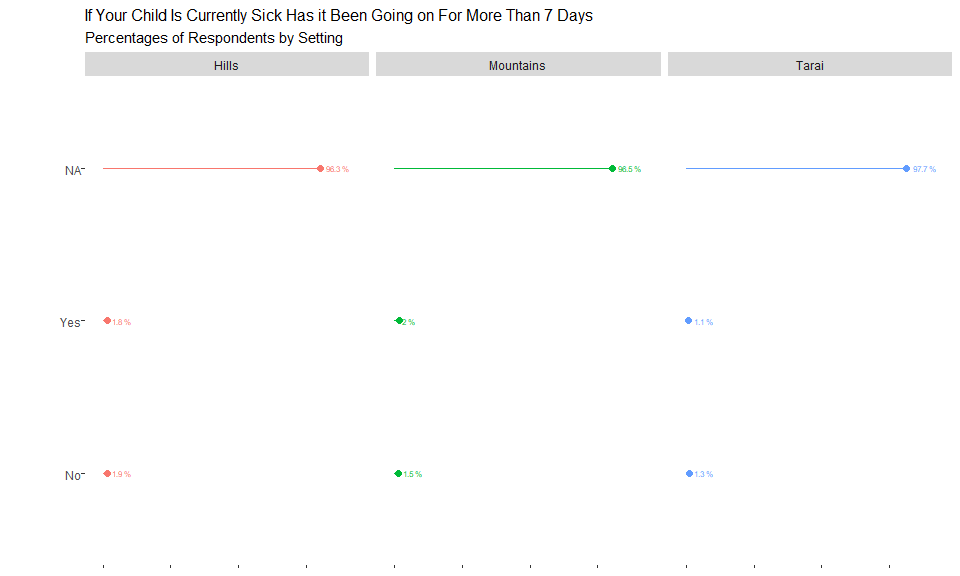 If Your Child Is Currently Sick Has it Been Going on For More Than 7 Days
Percentages of Respondents by Setting
Hills Mountains Tarai
NA 96.3 % 96.5 % 97.7 %
Yes 1.8 % 2 % 1.1 %
No 1.9 % 1.5 % 1.3 %